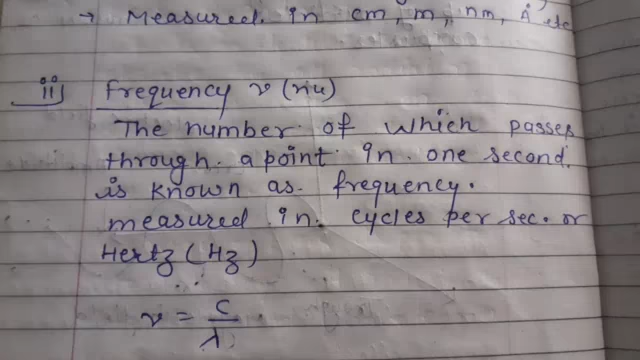 → Measured in cm, m, nm, Å etc
ii) frequency ν (niu)
The number of which passes
through a point in one second.
is known as frequency.
measured in cycles per sec. or
Hertz (Hz)
ν = c/λ